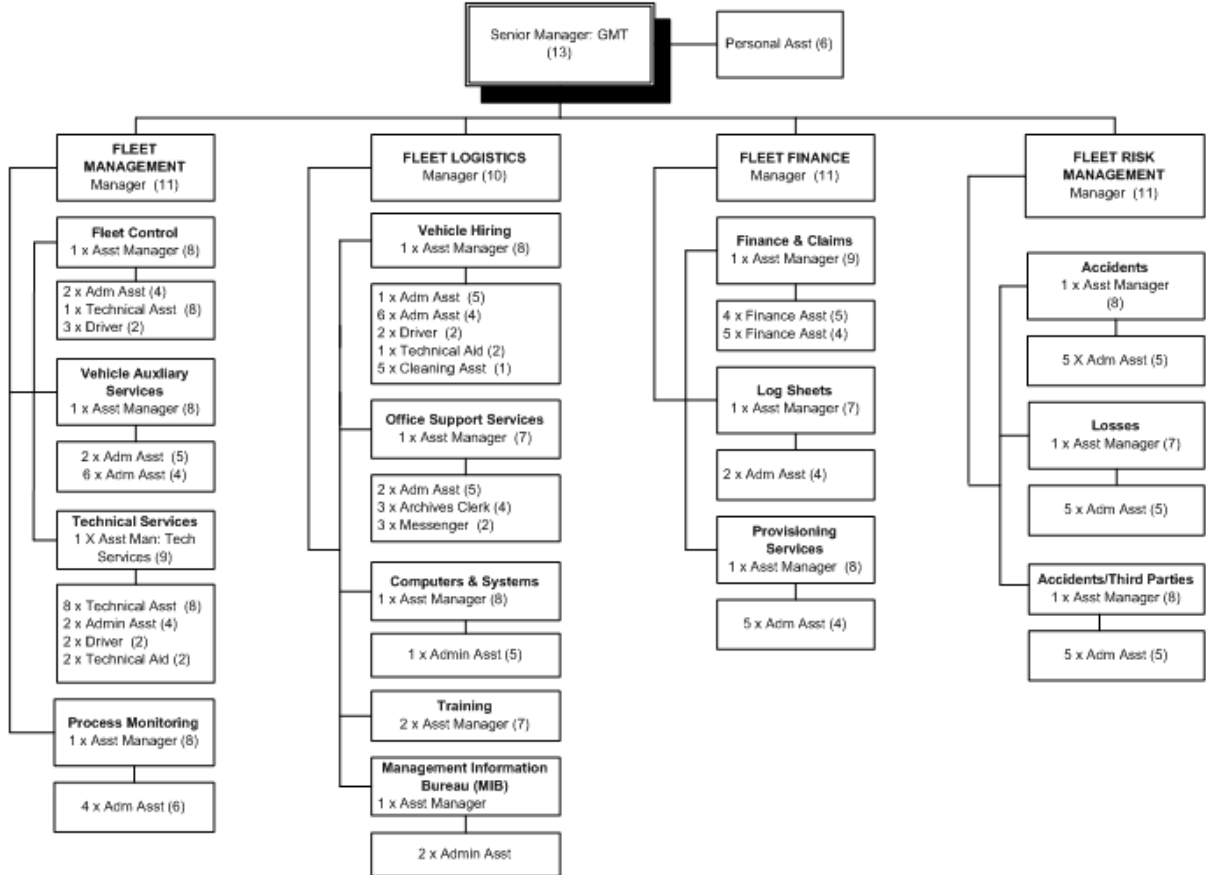 Senior Manager: GMT
(13)
Personal Asst (6)
FLEET
MANAGEMENT
Manager (11)
Fleet Control
1 x Asst Manager (8)
2 x Adm Asst (4)
1 x Technical Asst (8)
3 x Driver (2)
Vehicle Auxliary
Services
1 x Asst Manager (8)
2 x Adm Asst (5)
6 x Adm Asst (4)
Technical Services
1 X Asst Man: Tech
Services (9)
8 x Technical Asst (8)
2 x Admin Asst (4)
2 x Driver (2)
2 x Technical Aid (2)
Process Monitoring
1 x Asst Manager (8)
4 x Adm Asst (6)
FLEET LOGISTICS
Manager (10)
Vehicle Hiring
1 x Asst Manager (8)
1 x Adm Asst (5)
6 x Adm Asst (4)
2 x Driver (2)
1 x Technical Aid (2)
5 x Cleaning Asst (1)
Office Support Services
1 x Asst Manager (7)
2 x Adm Asst (5)
3 x Archives Clerk (4)
3 x Messenger (2)
Computers & Systems
1 x Asst Manager (8)
1 x Admin Asst (5)
Training
2 x Asst Manager (7)
Management Information
Bureau (MIB)
1 x Asst Manager
2 x Admin Asst
FLEET FINANCE
Manager (11)
Finance & Claims
1 x Asst Manager (9)
4 x Finance Asst (5)
5 x Finance Asst (4)
Log Sheets
1 x Asst Manager (7)
2 x Adm Asst (4)
Provisioning
Services
1 x Asst Manager (8)
5 x Adm Asst (4)
FLEET RISK
MANAGEMENT
Manager (11)
Accidents
1 x Asst Manager
(8)
5 X Adm Asst (5)
Losses
1 x Asst Manager (7)
5 x Adm Asst (5)
Accidents/Third Parties
1 x Asst Manager (8)
5 x Adm Asst (5)